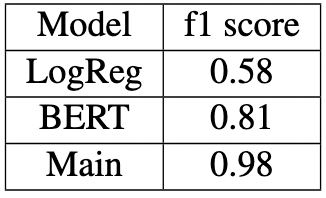 Model f1 score
LogReg 0.58
BERT 0.81
Main 0.98